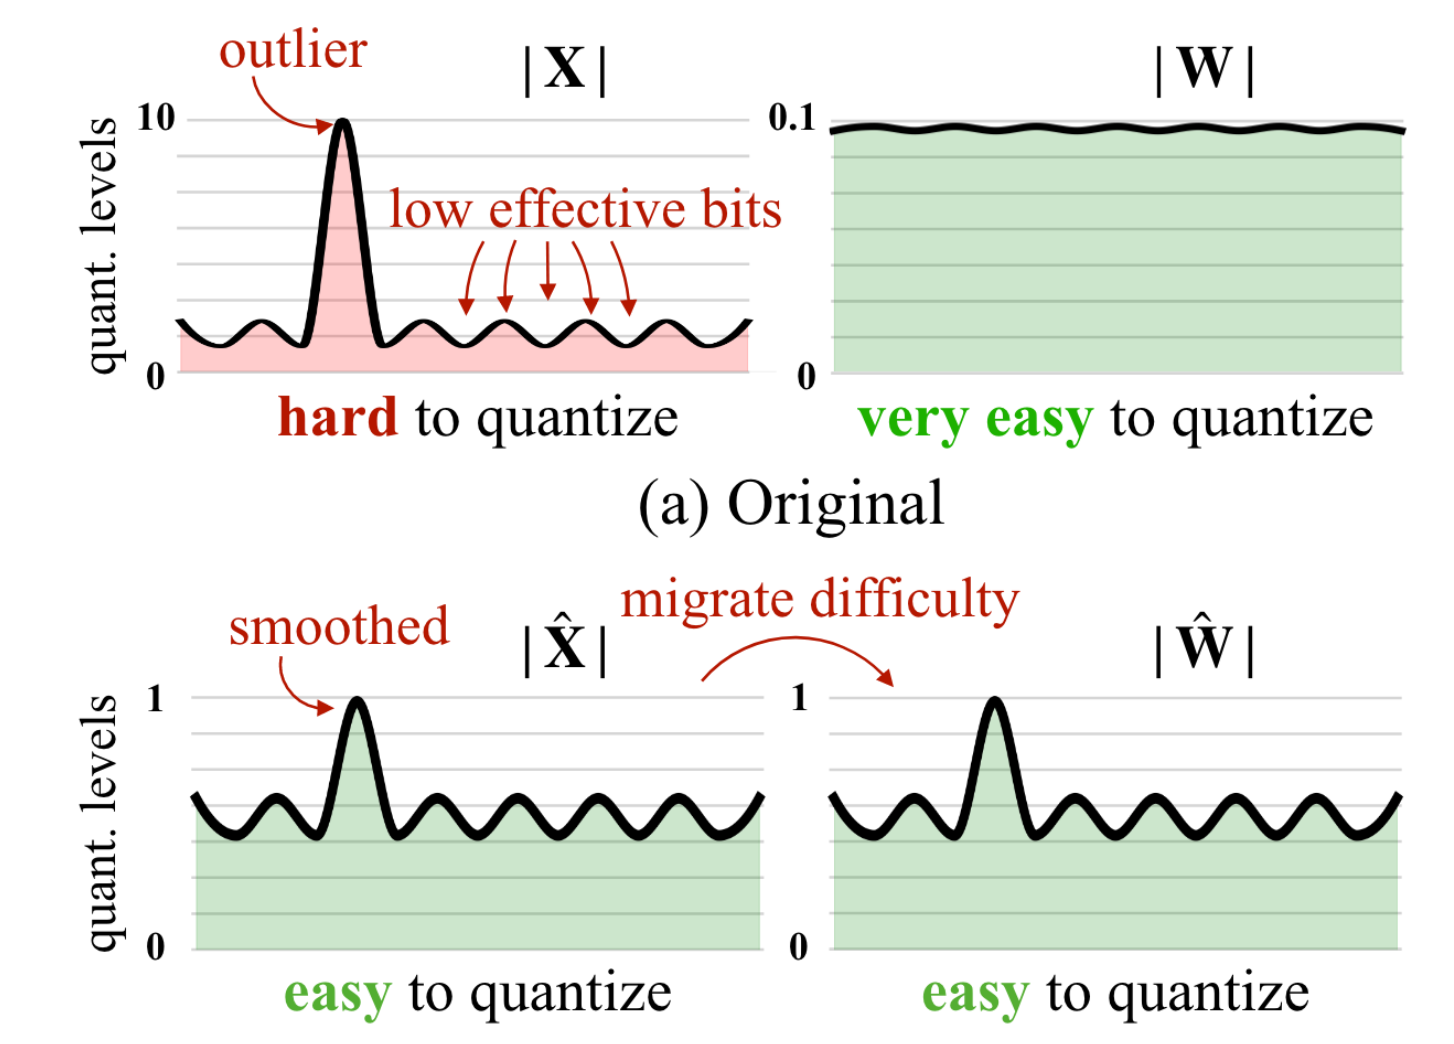 outlier
|X|
|W|
10
0.1
quant. levels
low effective bits
0
0
hard to quantize
very easy to quantize
(a) Original
migrate difficulty
smoothed
|X̂|
|Ŵ|
1
1
quant. levels
0
0
easy to quantize
easy to quantize